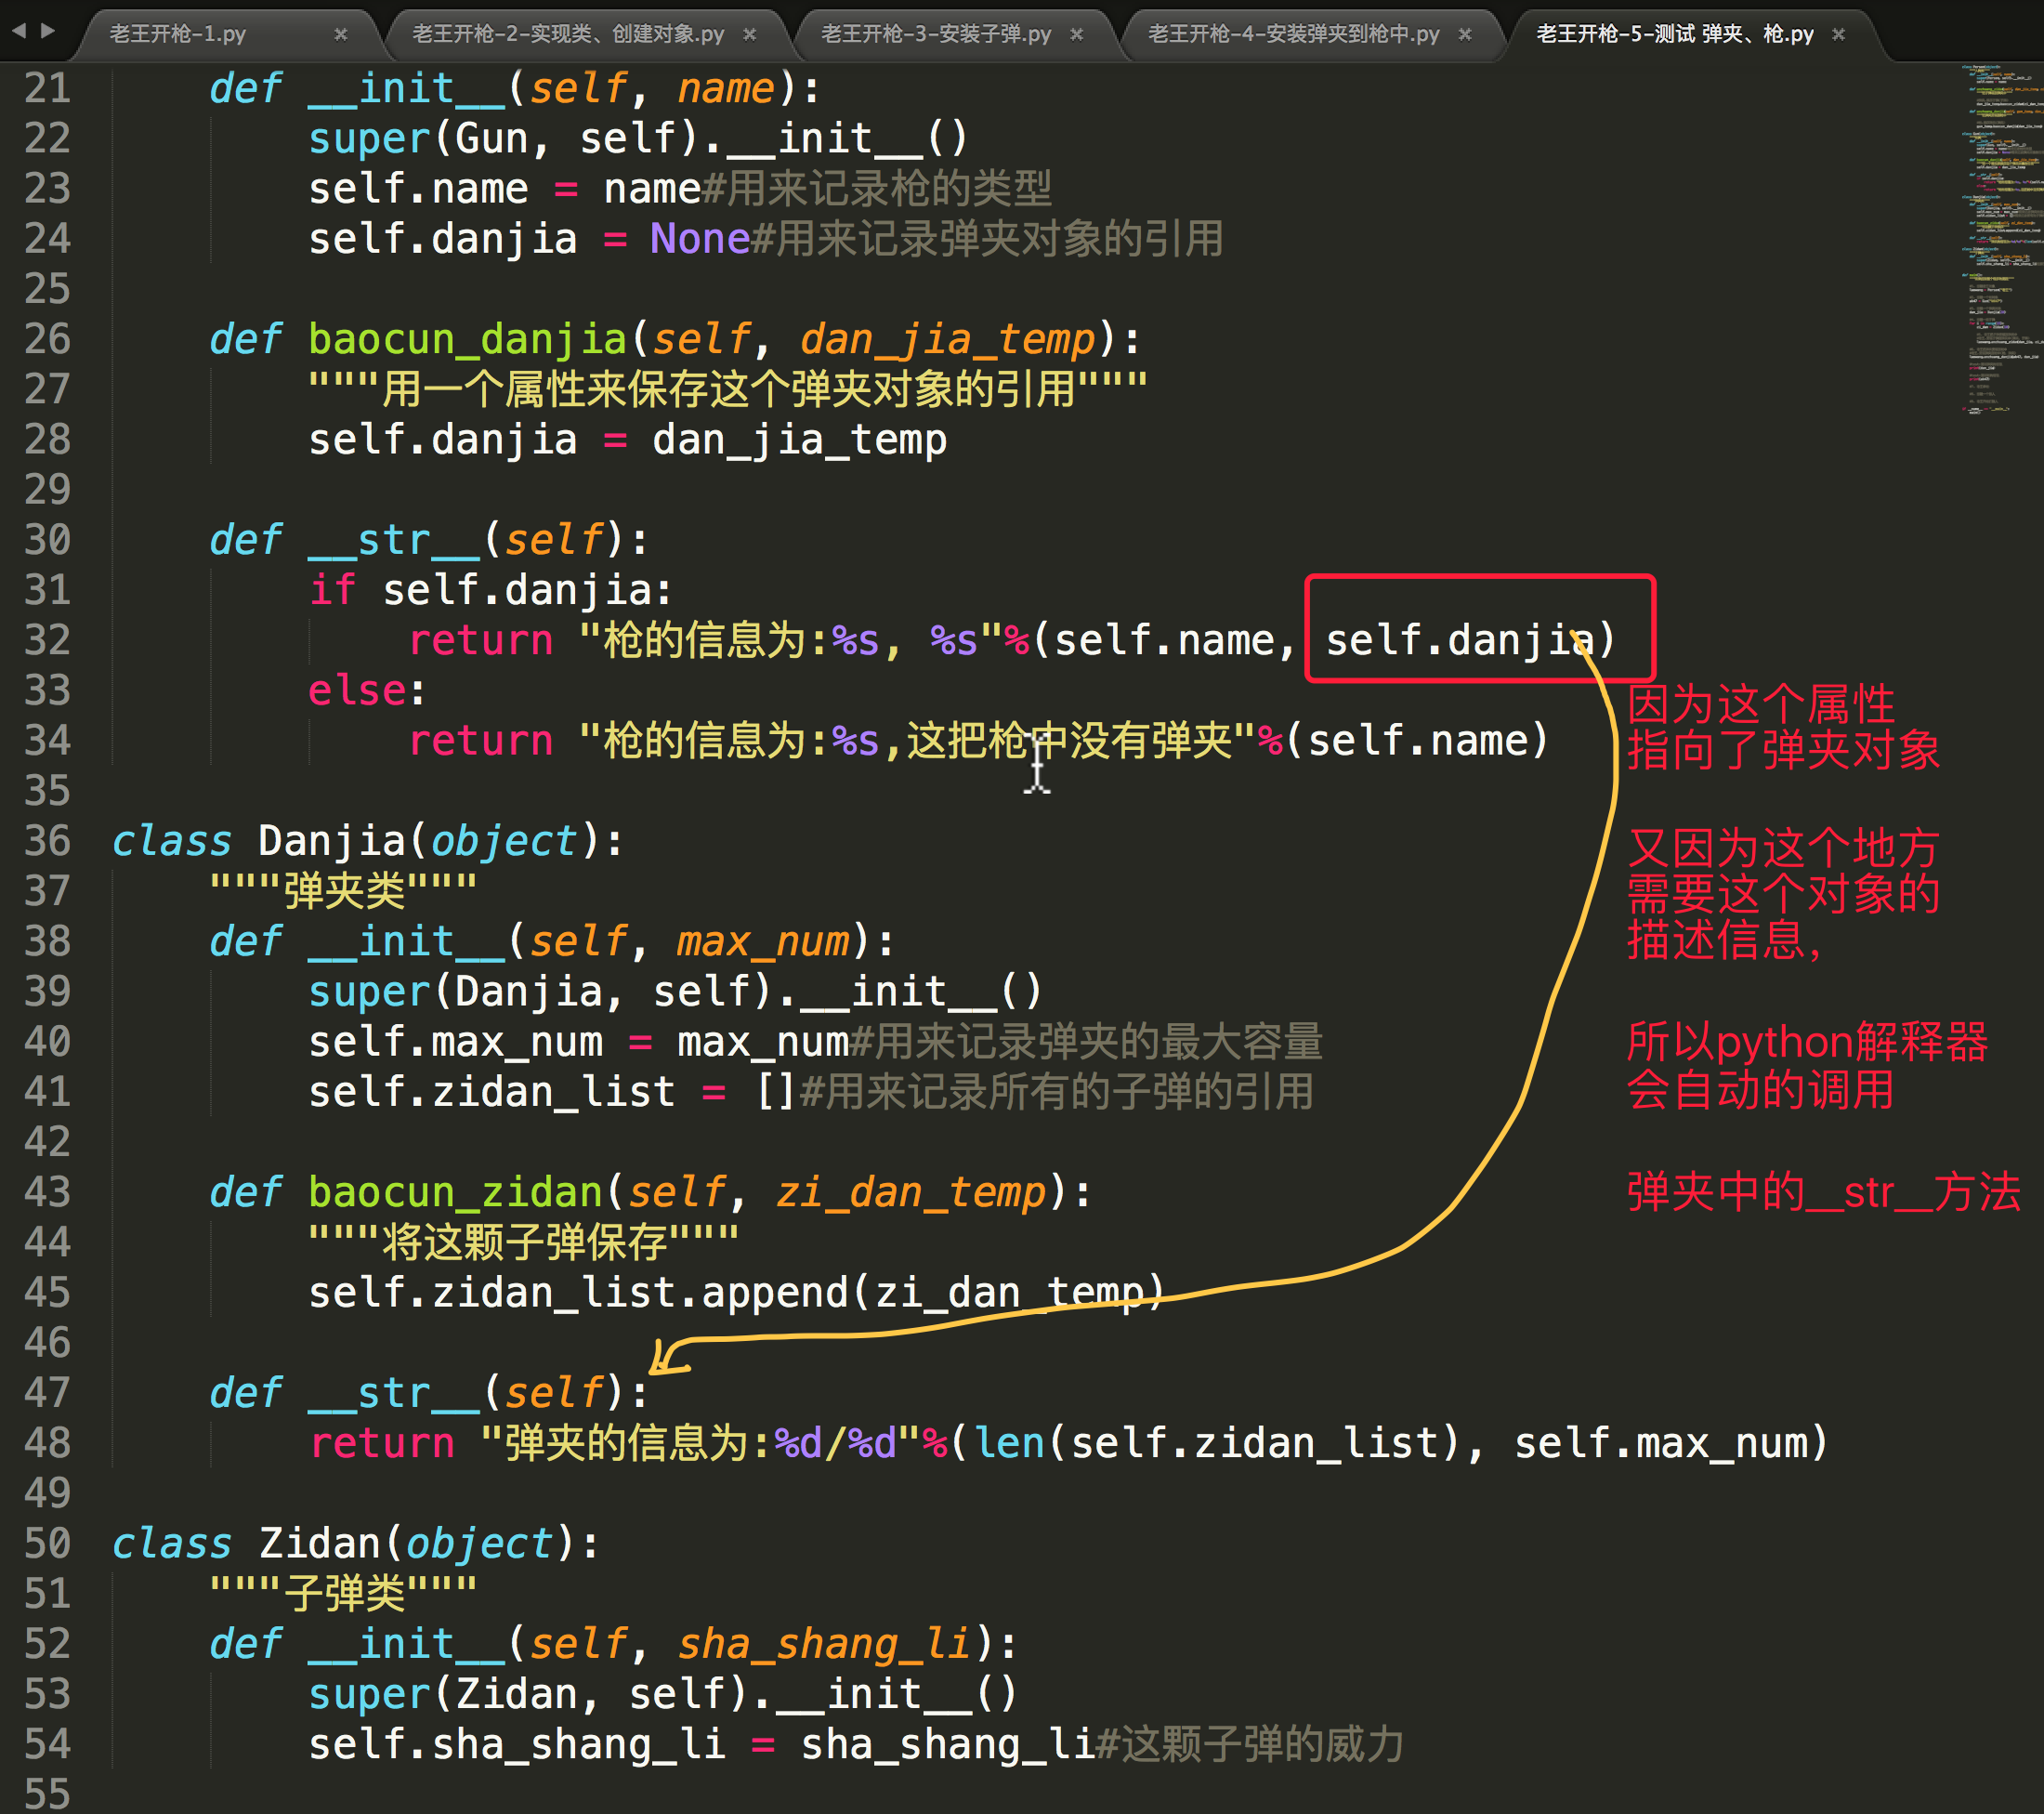 老王开枪-1.py
老王开枪-2-实现类、创建对象.py
老王开枪-3-安装子弹.py
老王开枪-4-安装弹夹到枪中.py
老王开枪-5-测试 弹夹、枪.py
21 def __init__(self, name):
22 super(Gun, self).__init__()
23 self.name = name#用来记录枪的类型
24 self.danjia = None#用来记录弹夹对象的引用
25
26 def baocun_danjia(self, dan_jia_temp):
27 """用一个属性来保存这个弹夹对象的引用"""
28 self.danjia = dan_jia_temp
29
30 def __str__(self):
31 if self.danjia:
32 return "枪的信息为:%s, %s"%(self.name, self.danjia)
33 else:
34 return "枪的信息为:%s,这把枪中没有弹夹"%(self.name)
35
36 class Danjia(object):
37 """弹夹类"""
38 def __init__(self, max_num):
39 super(Danjia, self).__init__()
40 self.max_num = max_num#用来记录弹夹的最大容量
41 self.zidan_list = []#用来记录所有的子弹的引用
42
43 def baocun_zidan(self, zi_dan_temp):
44 """将这颗子弹保存"""
45 self.zidan_list.append(zi_dan_temp)
46
47 def __str__(self):
48 return "弹夹的信息为:%d/%d"%(len(self.zidan_list), self.max_num)
49
50 class Zidan(object):
51 """子弹类"""
52 def __init__(self, sha_shang_li):
53 super(Zidan, self).__init__()
54 self.sha_shang_li = sha_shang_li#这颗子弹的威力
55
因为这个属性
指向了弹夹对象
又因为这个地方
需要这个对象的
描述信息，
所以python解释器
会自动的调用
弹夹中的__str__方法